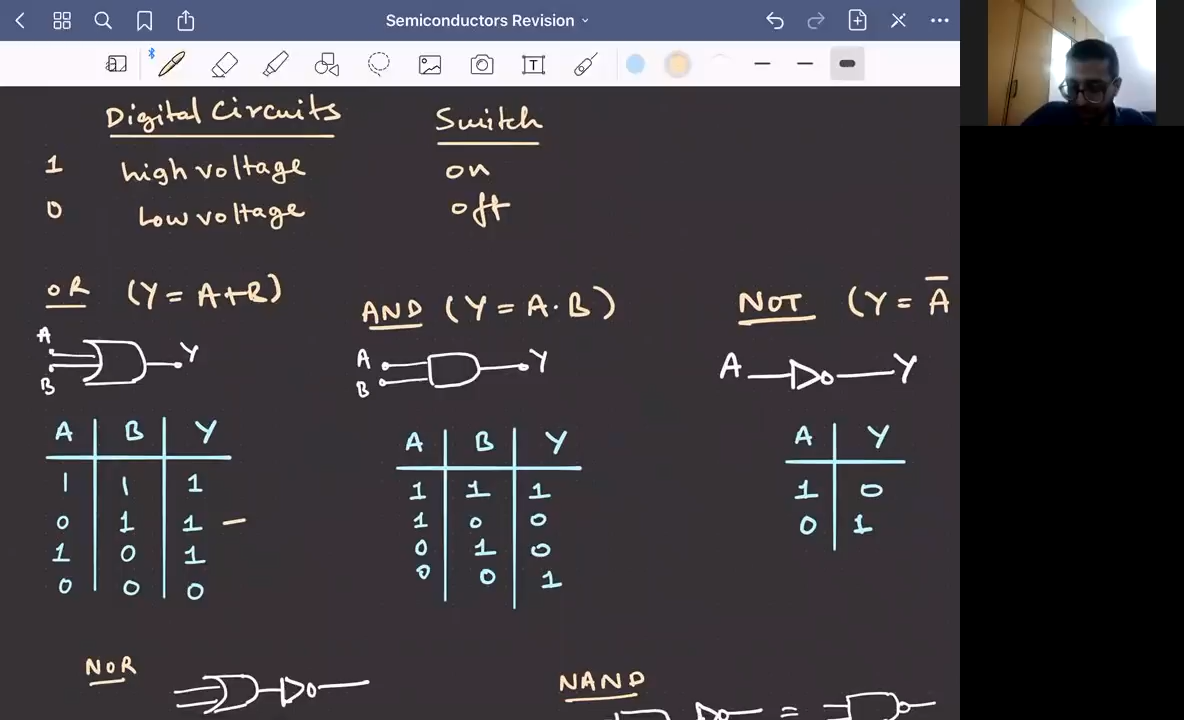 Semiconductors Revision
Digital Circuits Switch
1 high voltage on
0 Low voltage off
OR (Y = A+B)
AND (Y = A·B)
NOT (Y = A̅
A B Y
A B Y
A Y
A B Y
1 1 1
0 1 1 –
1 0 1
0 0 0
A B Y
1 1 1
1 0 0
0 1 0
0 0 1
A Y
1 0
0 1
NOR
NAND
=